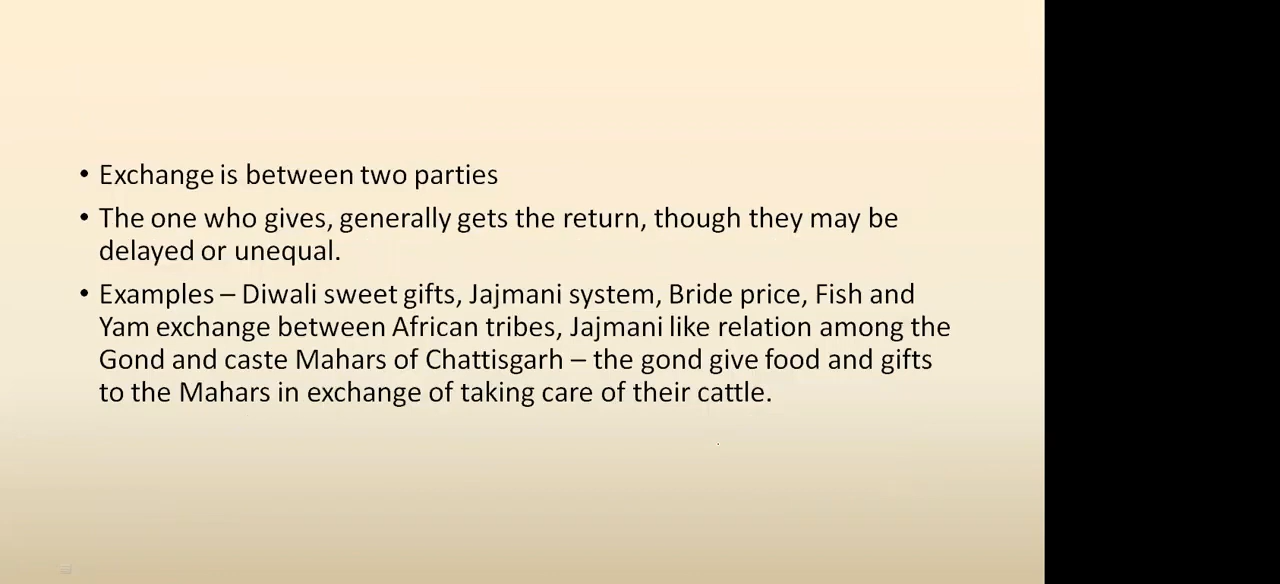 • Exchange is between two parties
• The one who gives, generally gets the return, though they may be
delayed or unequal.
• Examples – Diwali sweet gifts, Jajmani system, Bride price, Fish and
Yam exchange between African tribes, Jajmani like relation among the
Gond and caste Mahars of Chattisgarh – the gond give food and gifts
to the Mahars in exchange of taking care of their cattle.